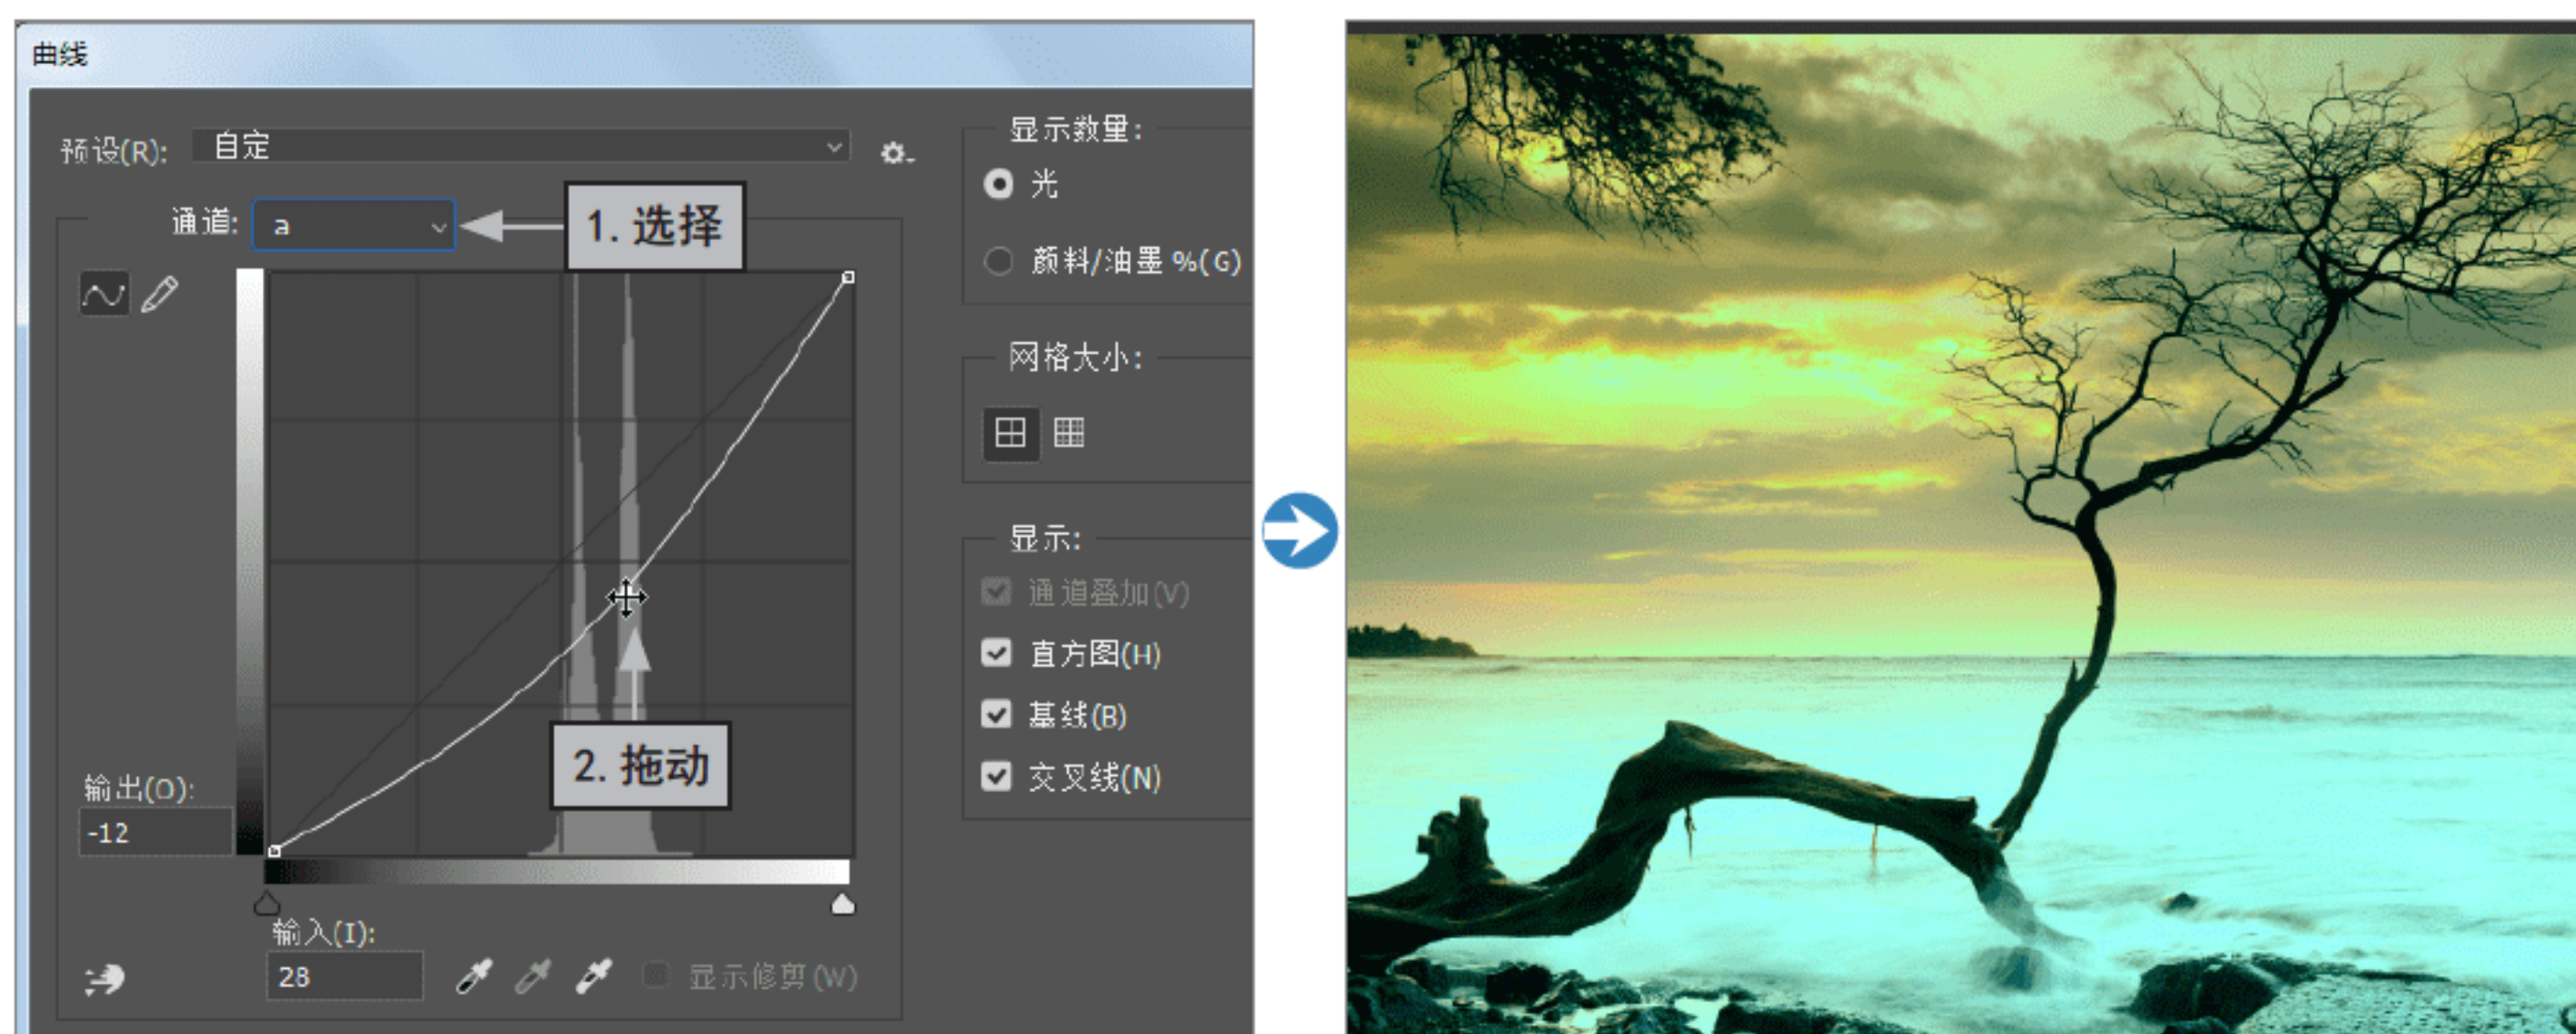 曲线
预设(R): 自定
通道: a
1. 选择
2. 拖动
输出(O):
-12
输入(I):
28
显示修剪(W)
显示数量:
光
颜料/油墨 %(G)
网格大小:
显示:
通道叠加(V)
直方图(H)
基线(B)
交叉线(N)